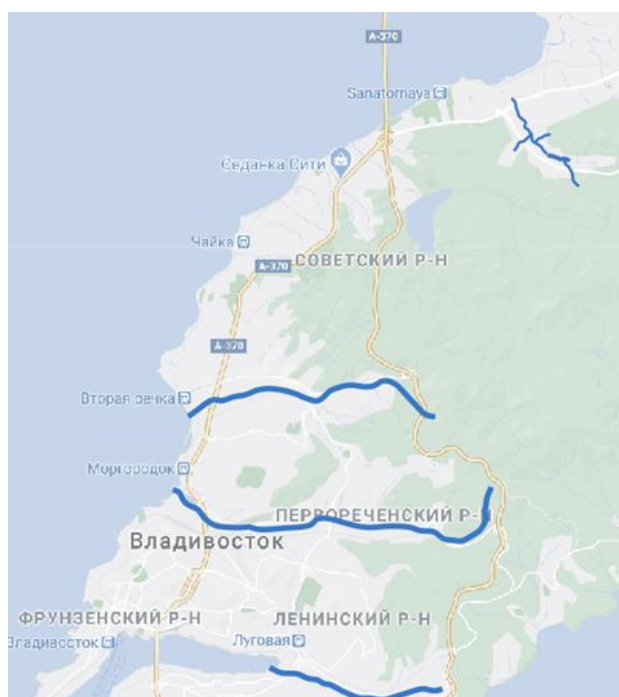 A-370
Sanatornaya
Седанка Сити
Чайка
СОВЕТСКИЙ Р-Н
A-370
A-370
Вторая речка
Моргородок
ПЕРВОРЕЧЕНСКИЙ Р-Н
Владивосток
ФРУНЗЕНСКИЙ Р-Н
ЛЕНИНСКИЙ Р-Н
Владивосток
Луговая